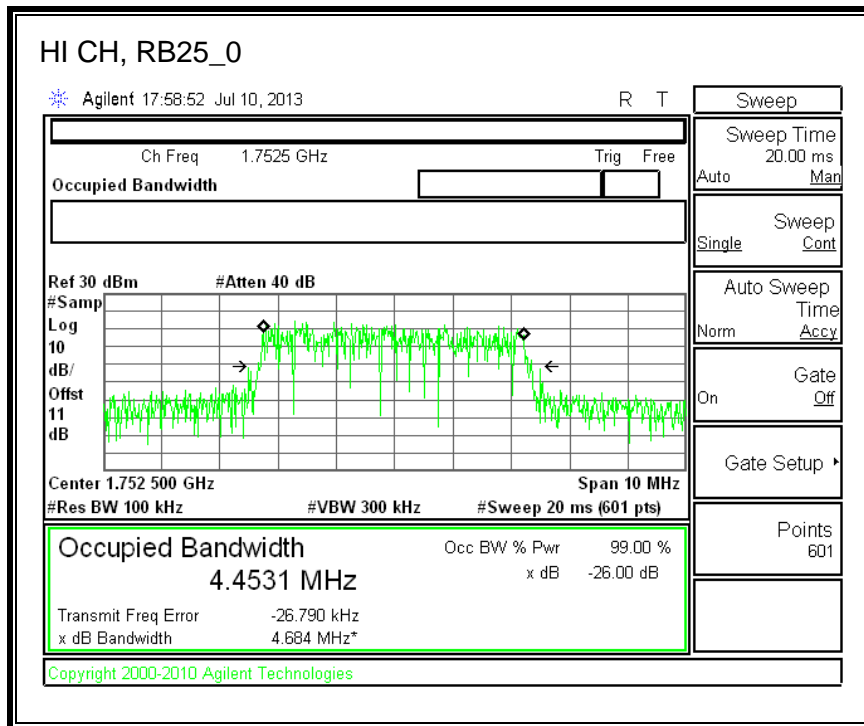 HI CH, RB25_0
Agilent 17:58:52 Jul 10, 2013 R T
Ch Freq 1.7525 GHz Trig Free
Occupied Bandwidth
Ref 30 dBm #Atten 40 dB
#Samp
Log
10
dB/
Offst
11
dB
Center 1.752 500 GHz Span 10 MHz
#Res BW 100 kHz #VBW 300 kHz #Sweep 20 ms (601 pts)
Occupied Bandwidth Occ BW % Pwr 99.00 %
4.4531 MHz x dB -26.00 dB
Transmit Freq Error -26.790 kHz
x dB Bandwidth 4.684 MHz*
Copyright 2000-2010 Agilent Technologies
Sweep
Sweep Time
20.00 ms
Auto Man
Sweep
Single Cont
Auto Sweep
Time
Norm Accy
Gate
On Off
Gate Setup
Points
601